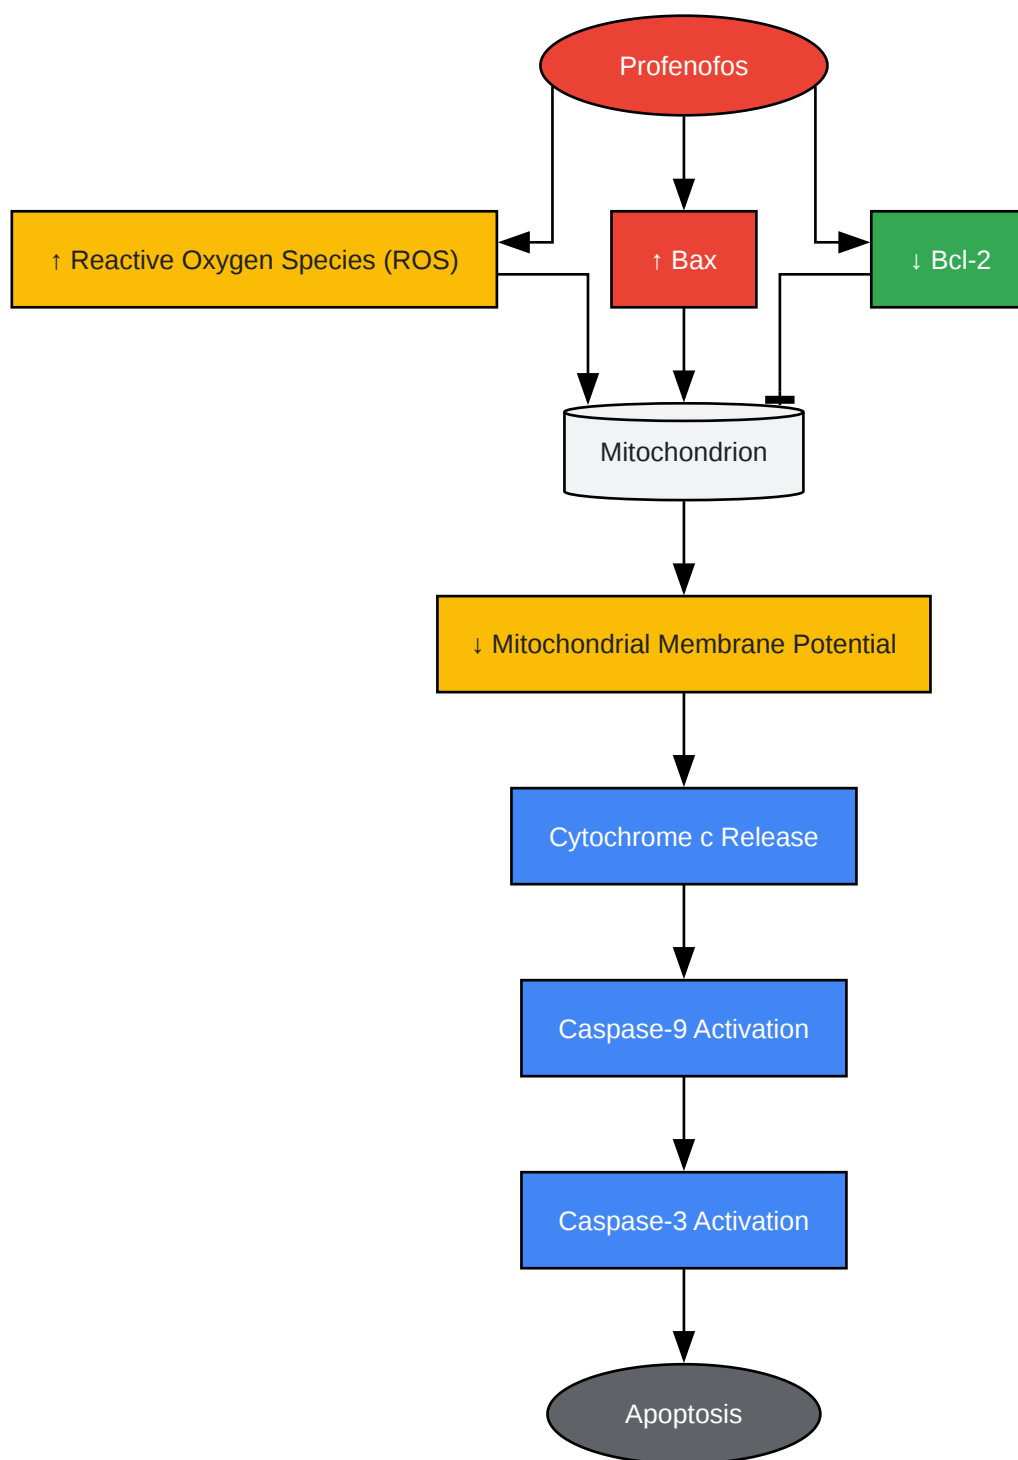 Profenofos
↑ Reactive Oxygen Species (ROS)
↑ Bax
↓ Bcl-2
Mitochondrion
↓ Mitochondrial Membrane Potential
Cytochrome c Release
Caspase-9 Activation
Caspase-3 Activation
Apoptosis